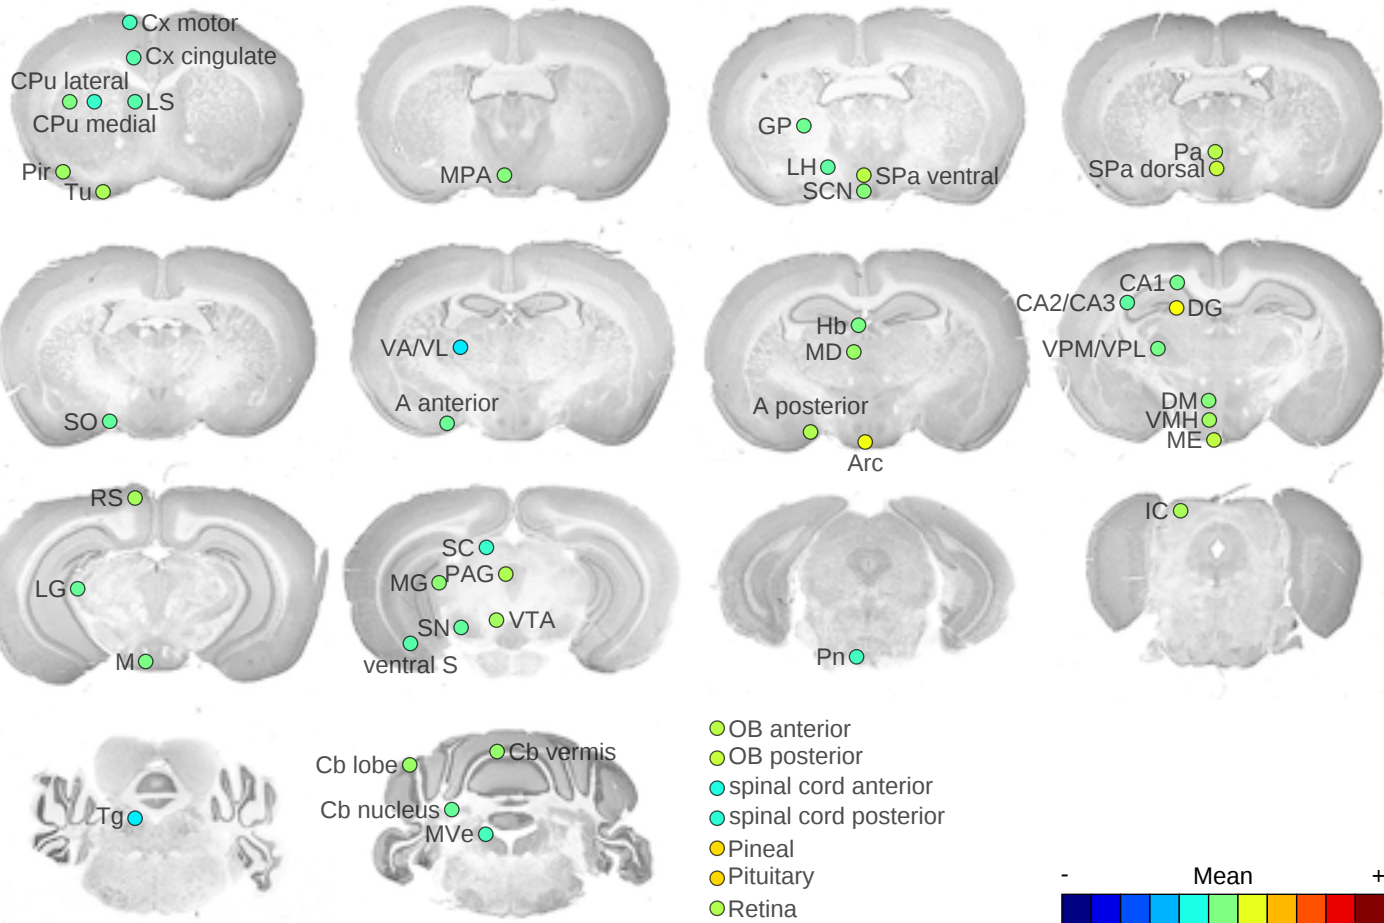 Cx motor
Cx cingulate
CPu lateral
LS
CPu medial
Pir
Tu
MPA
GP
LH
SPa ventral
SCN
Pa
SPa dorsal
SO
VA/VL
A anterior
Hb
MD
A posterior
Arc
CA1
CA2/CA3
DG
VPM/VPL
DM
VMH
ME
RS
LG
M
SC
MG
PAG
SN
VTA
ventral S
Pn
IC
Tg
Cb lobe
Cb vermis
Cb nucleus
MVe
OB anterior
OB posterior
spinal cord anterior
spinal cord posterior
Pineal
Pituitary
Retina
- Mean +